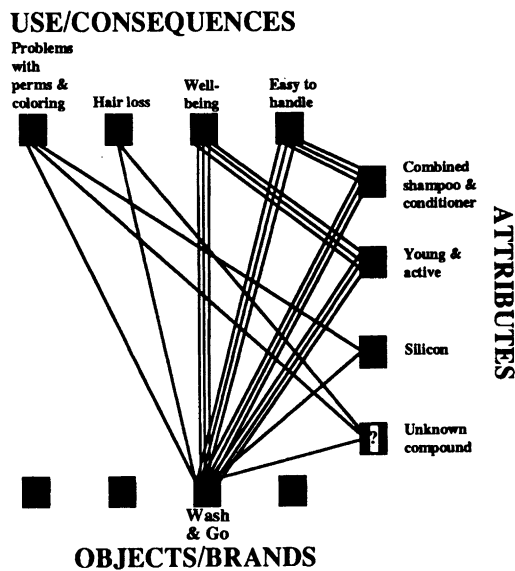 USE/CONSEQUENCES
Problems
with
perms &
coloring
Hair loss
Well-
being
Easy to
handle
Combined
shampoo &
conditioner
Young &
active
Silicon
?
Unknown
compound
ATTRIBUTES
Wash
& Go
OBJECTS/BRANDS